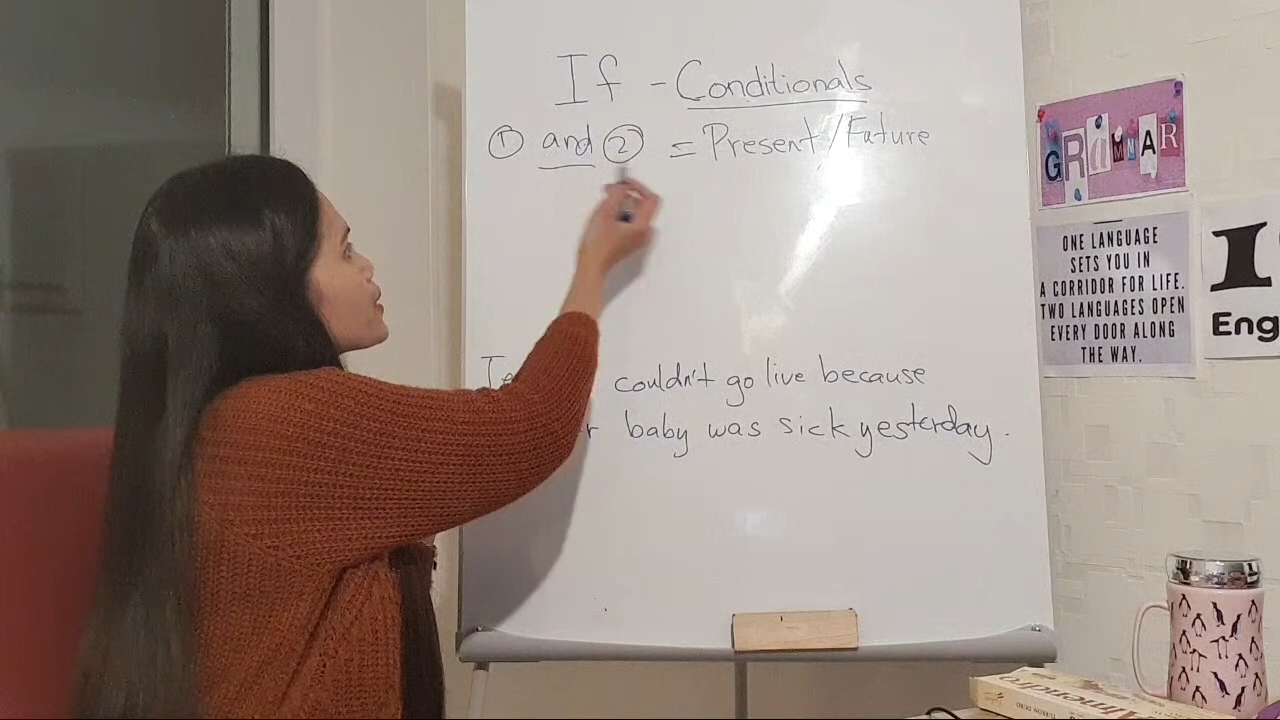 If - Conditionals
① and ② = Present/Future
couldn't go live because
baby was sick yesterday.
GRAMMAR
ONE LANGUAGE
SETS YOU IN
A CORRIDOR FOR LIFE.
TWO LANGUAGES OPEN
EVERY DOOR ALONG
THE WAY.
I
Eng